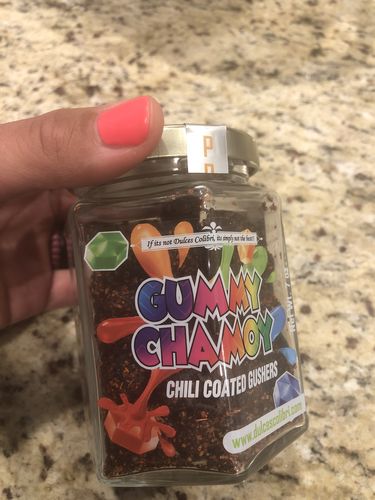 If its not Dulces Colibri, its simply not the best!!
GUMMY
CHAMOY
CHILI COATED GUSHERS
www.dulcescolibri.com